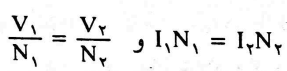 V₁/N₁ = V₂/N₂ و I₁N₁ = I₂N₂